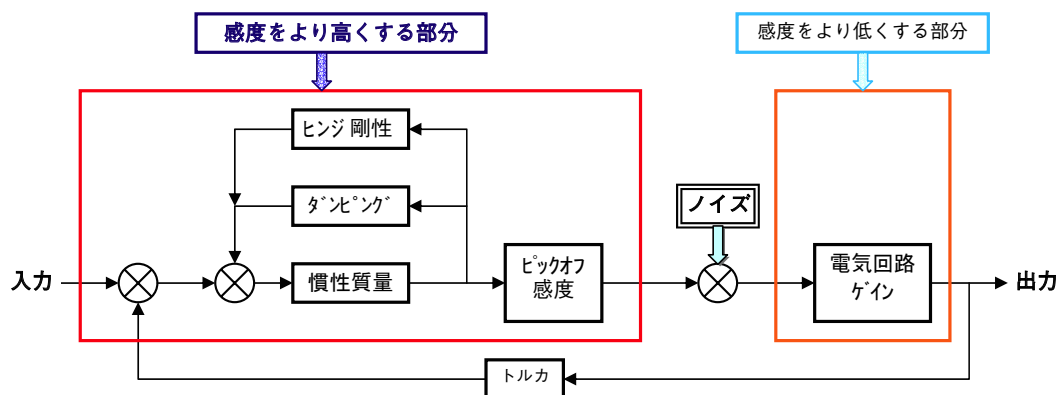 感度をより高くする部分
感度をより低くする部分
ﾋﾝｼﾞ剛性
ﾀﾞﾝﾋﾟﾝｸﾞ
ノイズ
入力
慣性質量
ﾋﾟｯｸｵﾌ
感度
電気回路
ｹﾞｲﾝ
出力
トルカ